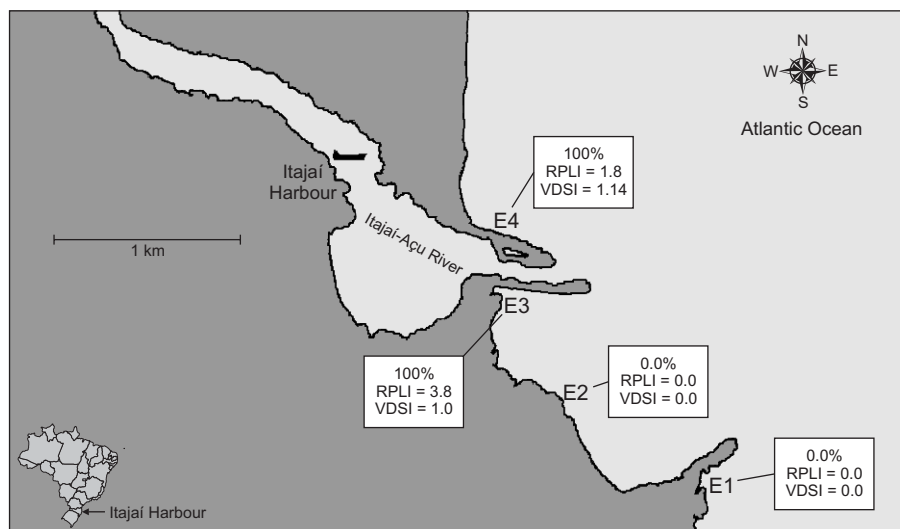 N
W E
S
Atlantic Ocean
100%
RPLI = 1.8
VDSI = 1.14
Itajaí
Harbour
E4
Itajaí-Açu River
1 km
E3
100%
RPLI = 3.8
VDSI = 1.0
0.0%
RPLI = 0.0
VDSI = 0.0
E2
0.0%
RPLI = 0.0
VDSI = 0.0
E1
Itajaí Harbour